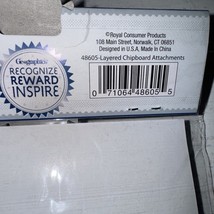 ©Royal Consumer Products
108 Main Street, Norwalk, CT 06851
Designed in U.S.A. Made In China
48605-Layered Chipboard Attachments
Geographics
RECOGNIZE
REWARD
INSPIRE
0 71064 48605 5